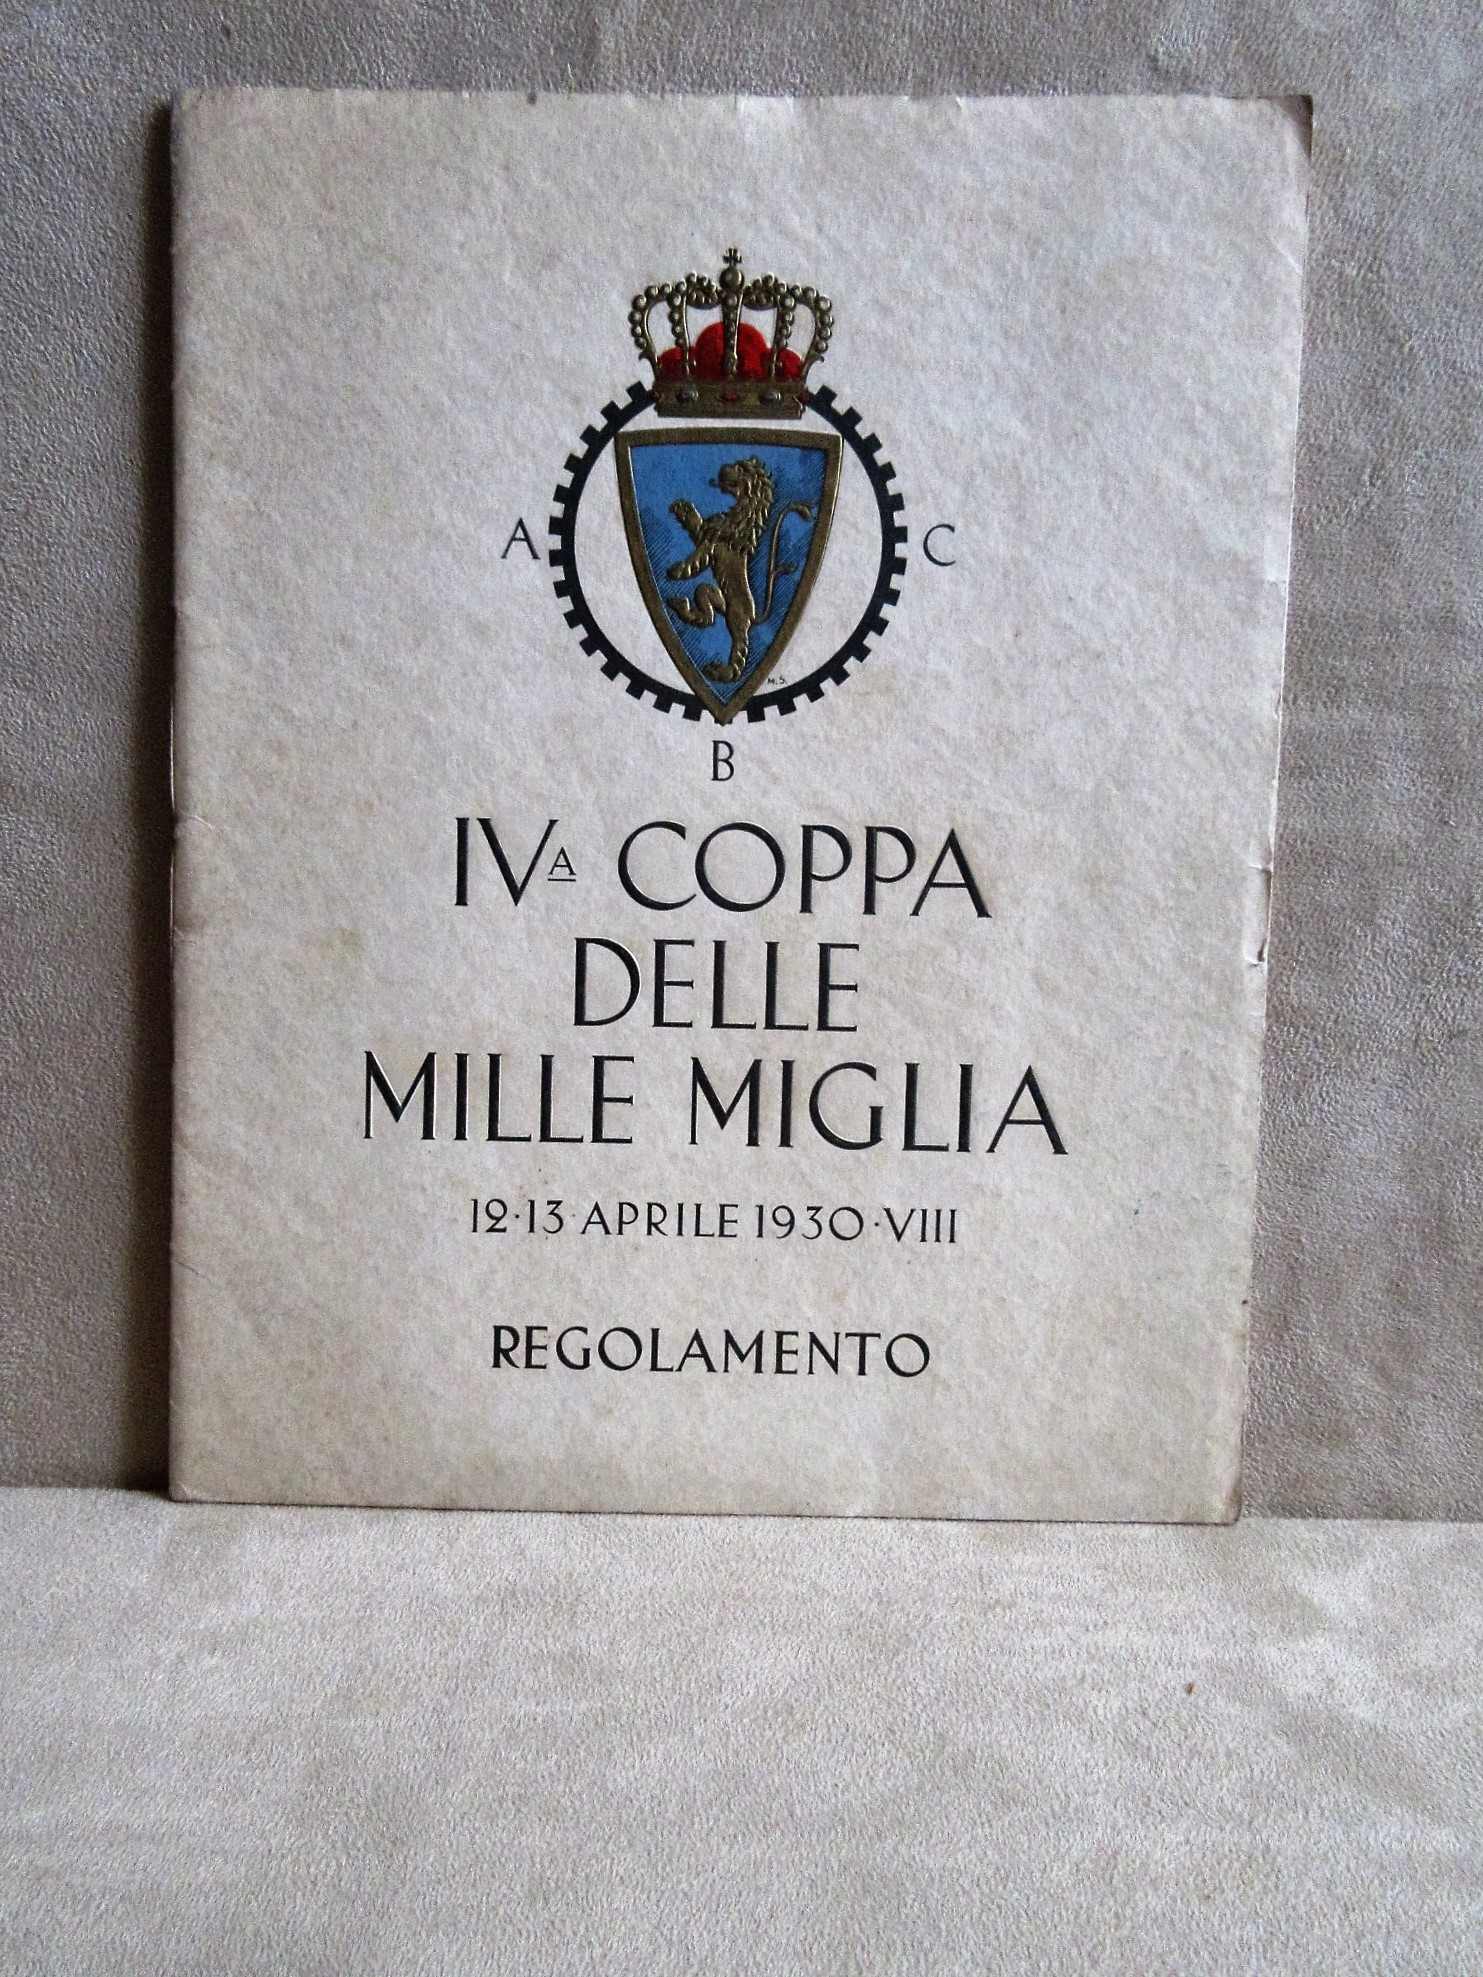 A C
M.S.
B
IVA COPPA
DELLE
MILLE MIGLIA
12·13 APRILE 1930·VIII
REGOLAMENTO